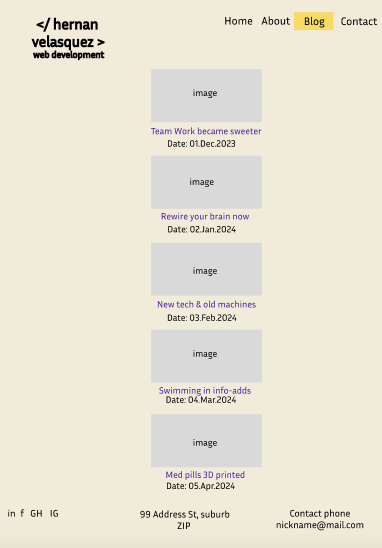 </ hernan
velasquez >
web development
Home About Blog Contact
image
Team Work became sweeter
Date: 01.Dec.2023
image
Rewire your brain now
Date: 02.Jan.2024
image
New tech & old machines
Date: 03.Feb.2024
image
Swimming in info-adds
Date: 04.Mar.2024
image
Med pills 3D printed
Date: 05.Apr.2024
in f GH IG
99 Address St, suburb
ZIP
Contact phone
nickname@mail.com